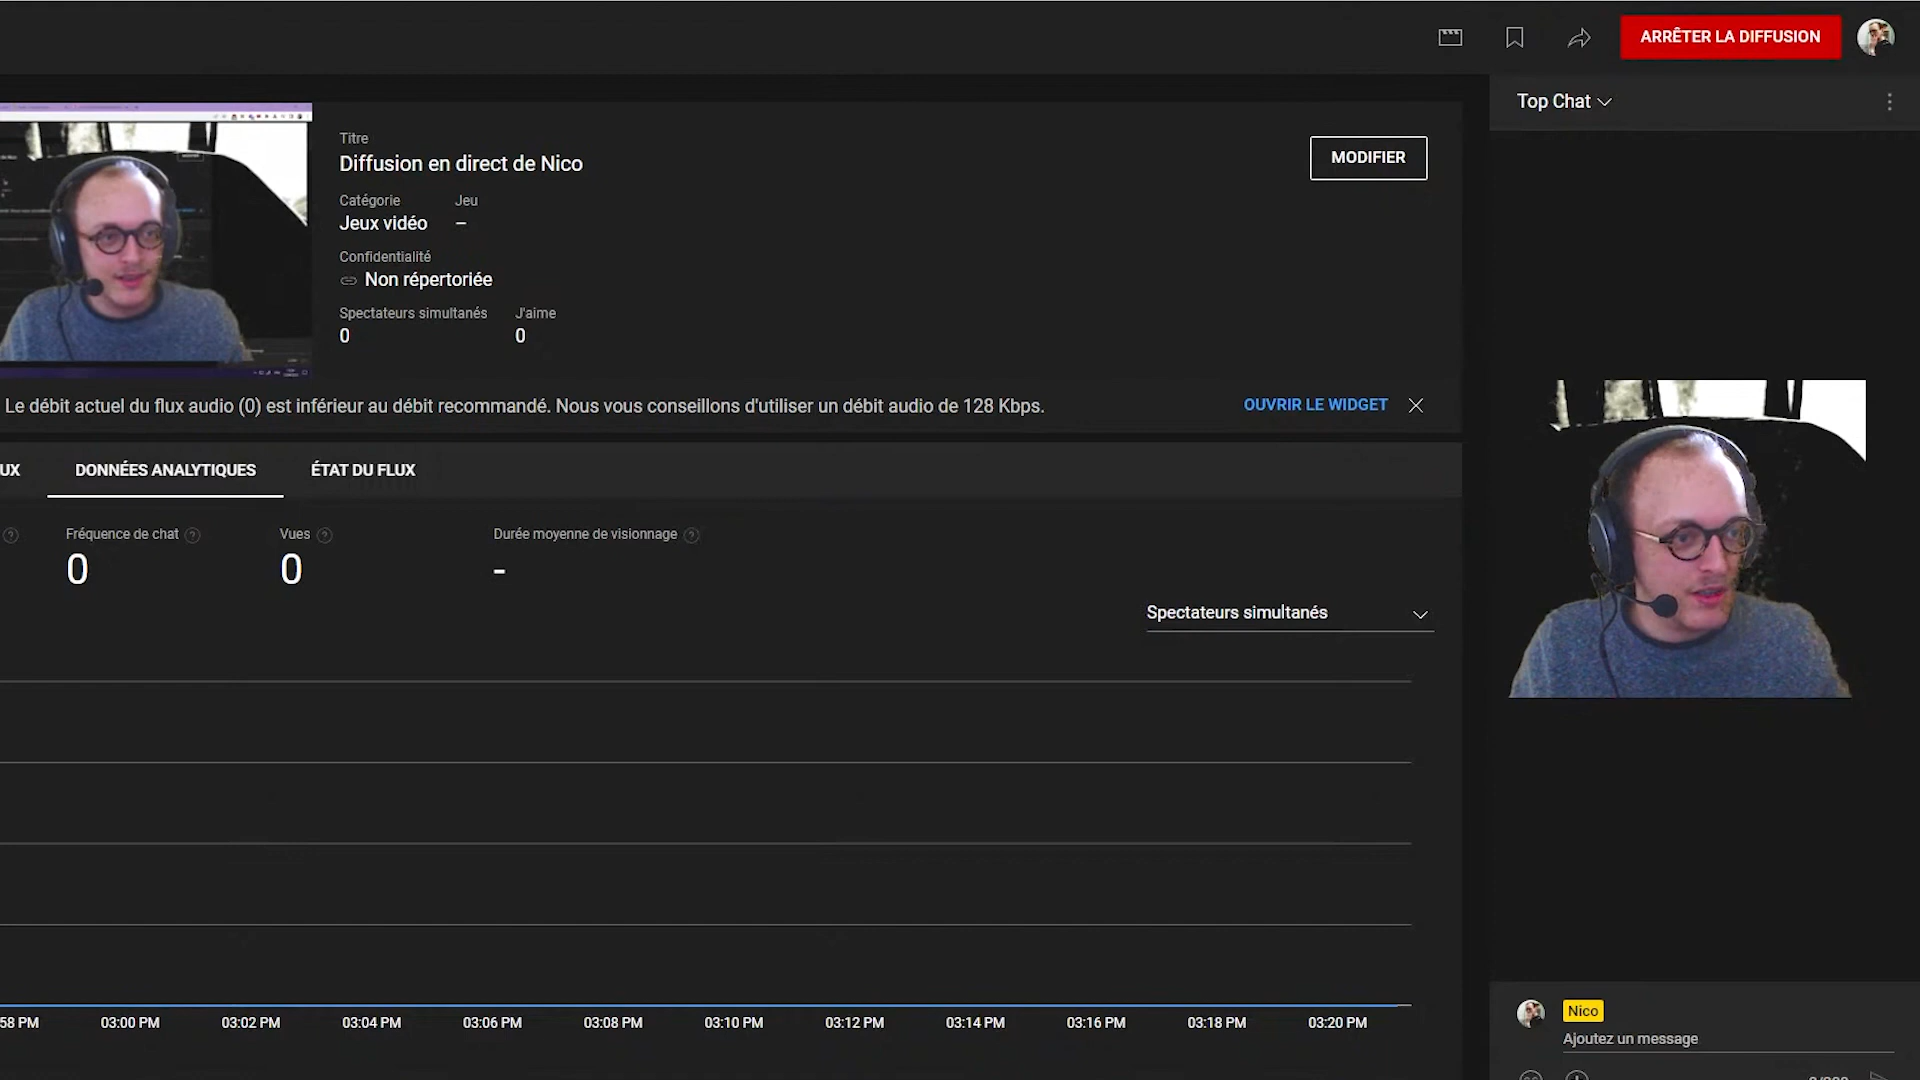 ARRÊTER LA DIFFUSION
Top Chat
Titre
Diffusion en direct de Nico
MODIFIER
Catégorie Jeu
Jeux vidéo –
Confidentialité
Non répertoriée
Spectateurs simultanés J'aime
0 0
Le débit actuel du flux audio (0) est inférieur au débit recommandé. Nous vous conseillons d'utiliser un débit audio de 128 Kbps.
OUVRIR LE WIDGET
UX DONNÉES ANALYTIQUES ÉTAT DU FLUX
Fréquence de chat Vues Durée moyenne de visionnage
0 0 -
Spectateurs simultanés
58 PM 03:00 PM 03:02 PM 03:04 PM 03:06 PM 03:08 PM 03:10 PM 03:12 PM 03:14 PM 03:16 PM 03:18 PM 03:20 PM
Nico
Ajoutez un message